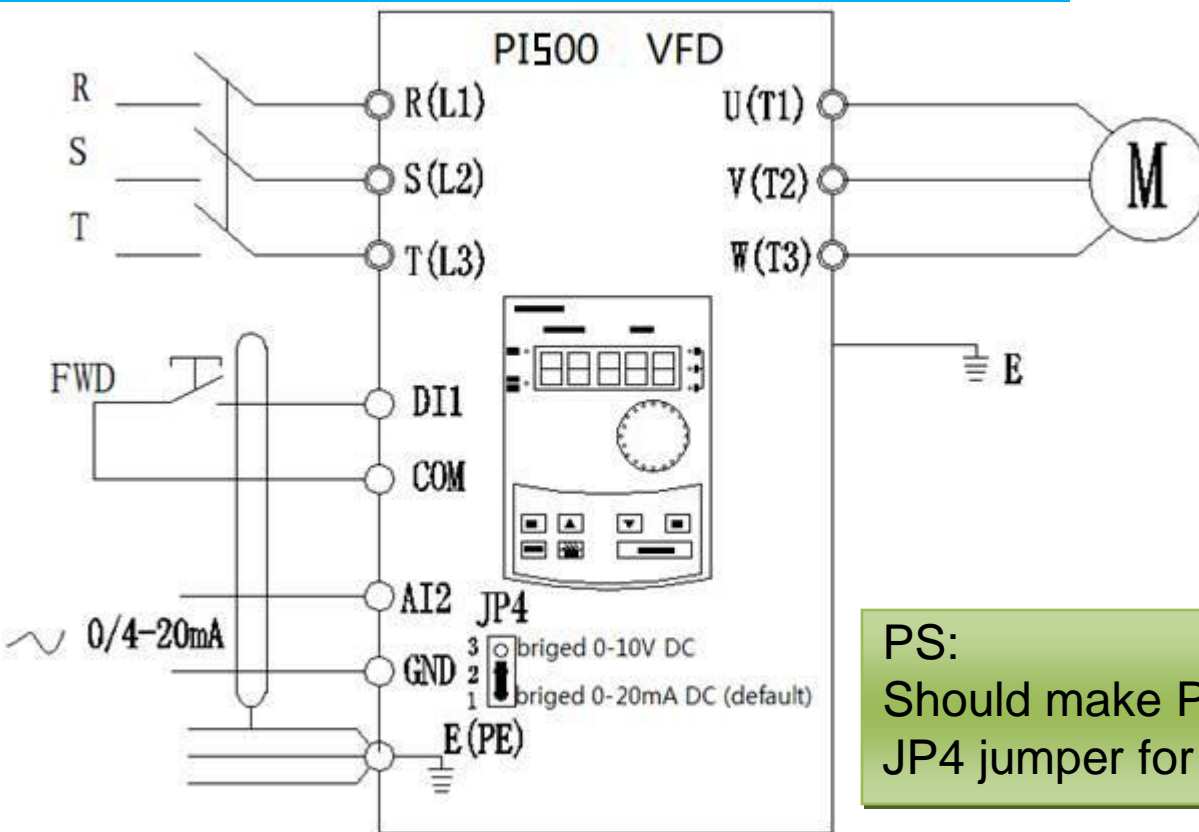 PI500 VFD
R
S
T
R(L1)
S(L2)
T(L3)
U(T1)
V(T2)
W(T3)
M
E
FWD
DI1
COM
AI2
0/4-20mA
GND
E(PE)
JP4
3 briged 0-10V DC
2
1 briged 0-20mA DC (default)
PS:
Should make P
JP4 jumper for